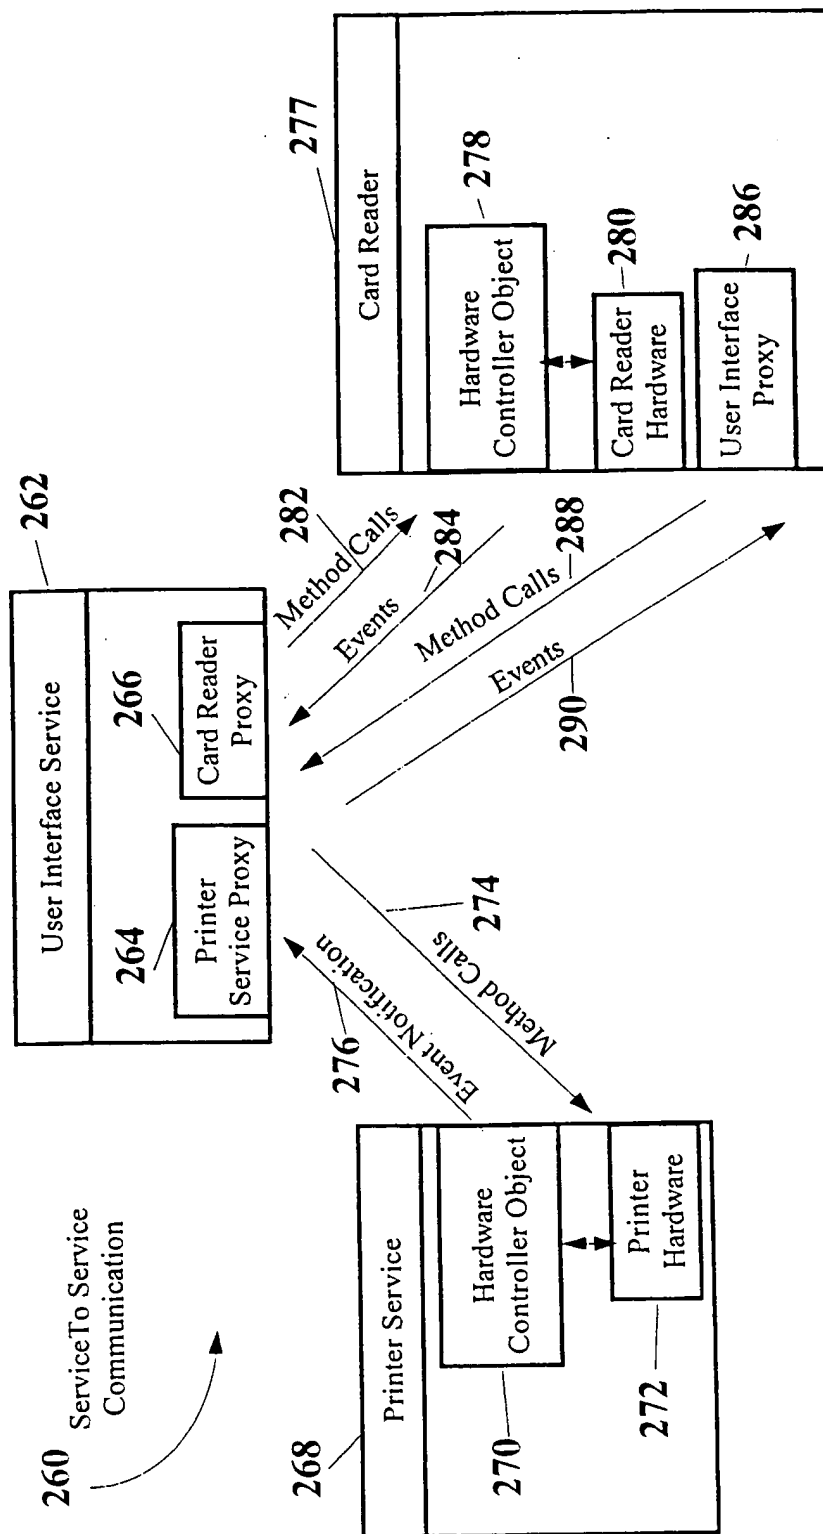 260
ServiceTo Service
Communication
262
User Interface Service
264
Printer
Service Proxy
266
Card Reader
Proxy
268
Printer Service
Hardware
Controller Object
270
Printer
Hardware
272
276
Event Notification
Method Calls
274
Method Calls
282
Events
284
Method Calls
288
Events
290
277
Card Reader
Hardware
Controller Object
278
Card Reader
Hardware
280
User Interface
Proxy
286